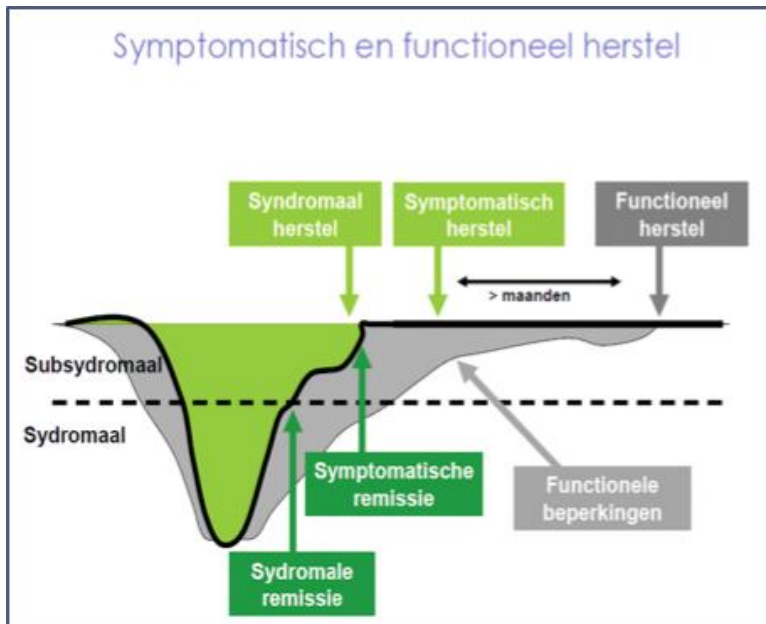 Symptomatisch en functioneel herstel
Syndromaal
herstel
Symptomatisch
herstel
Functioneel
herstel
> maanden
Subsydromaal
Sydromaal
Symptomatische
remissie
Functionele
beperkingen
Sydromale
remissie